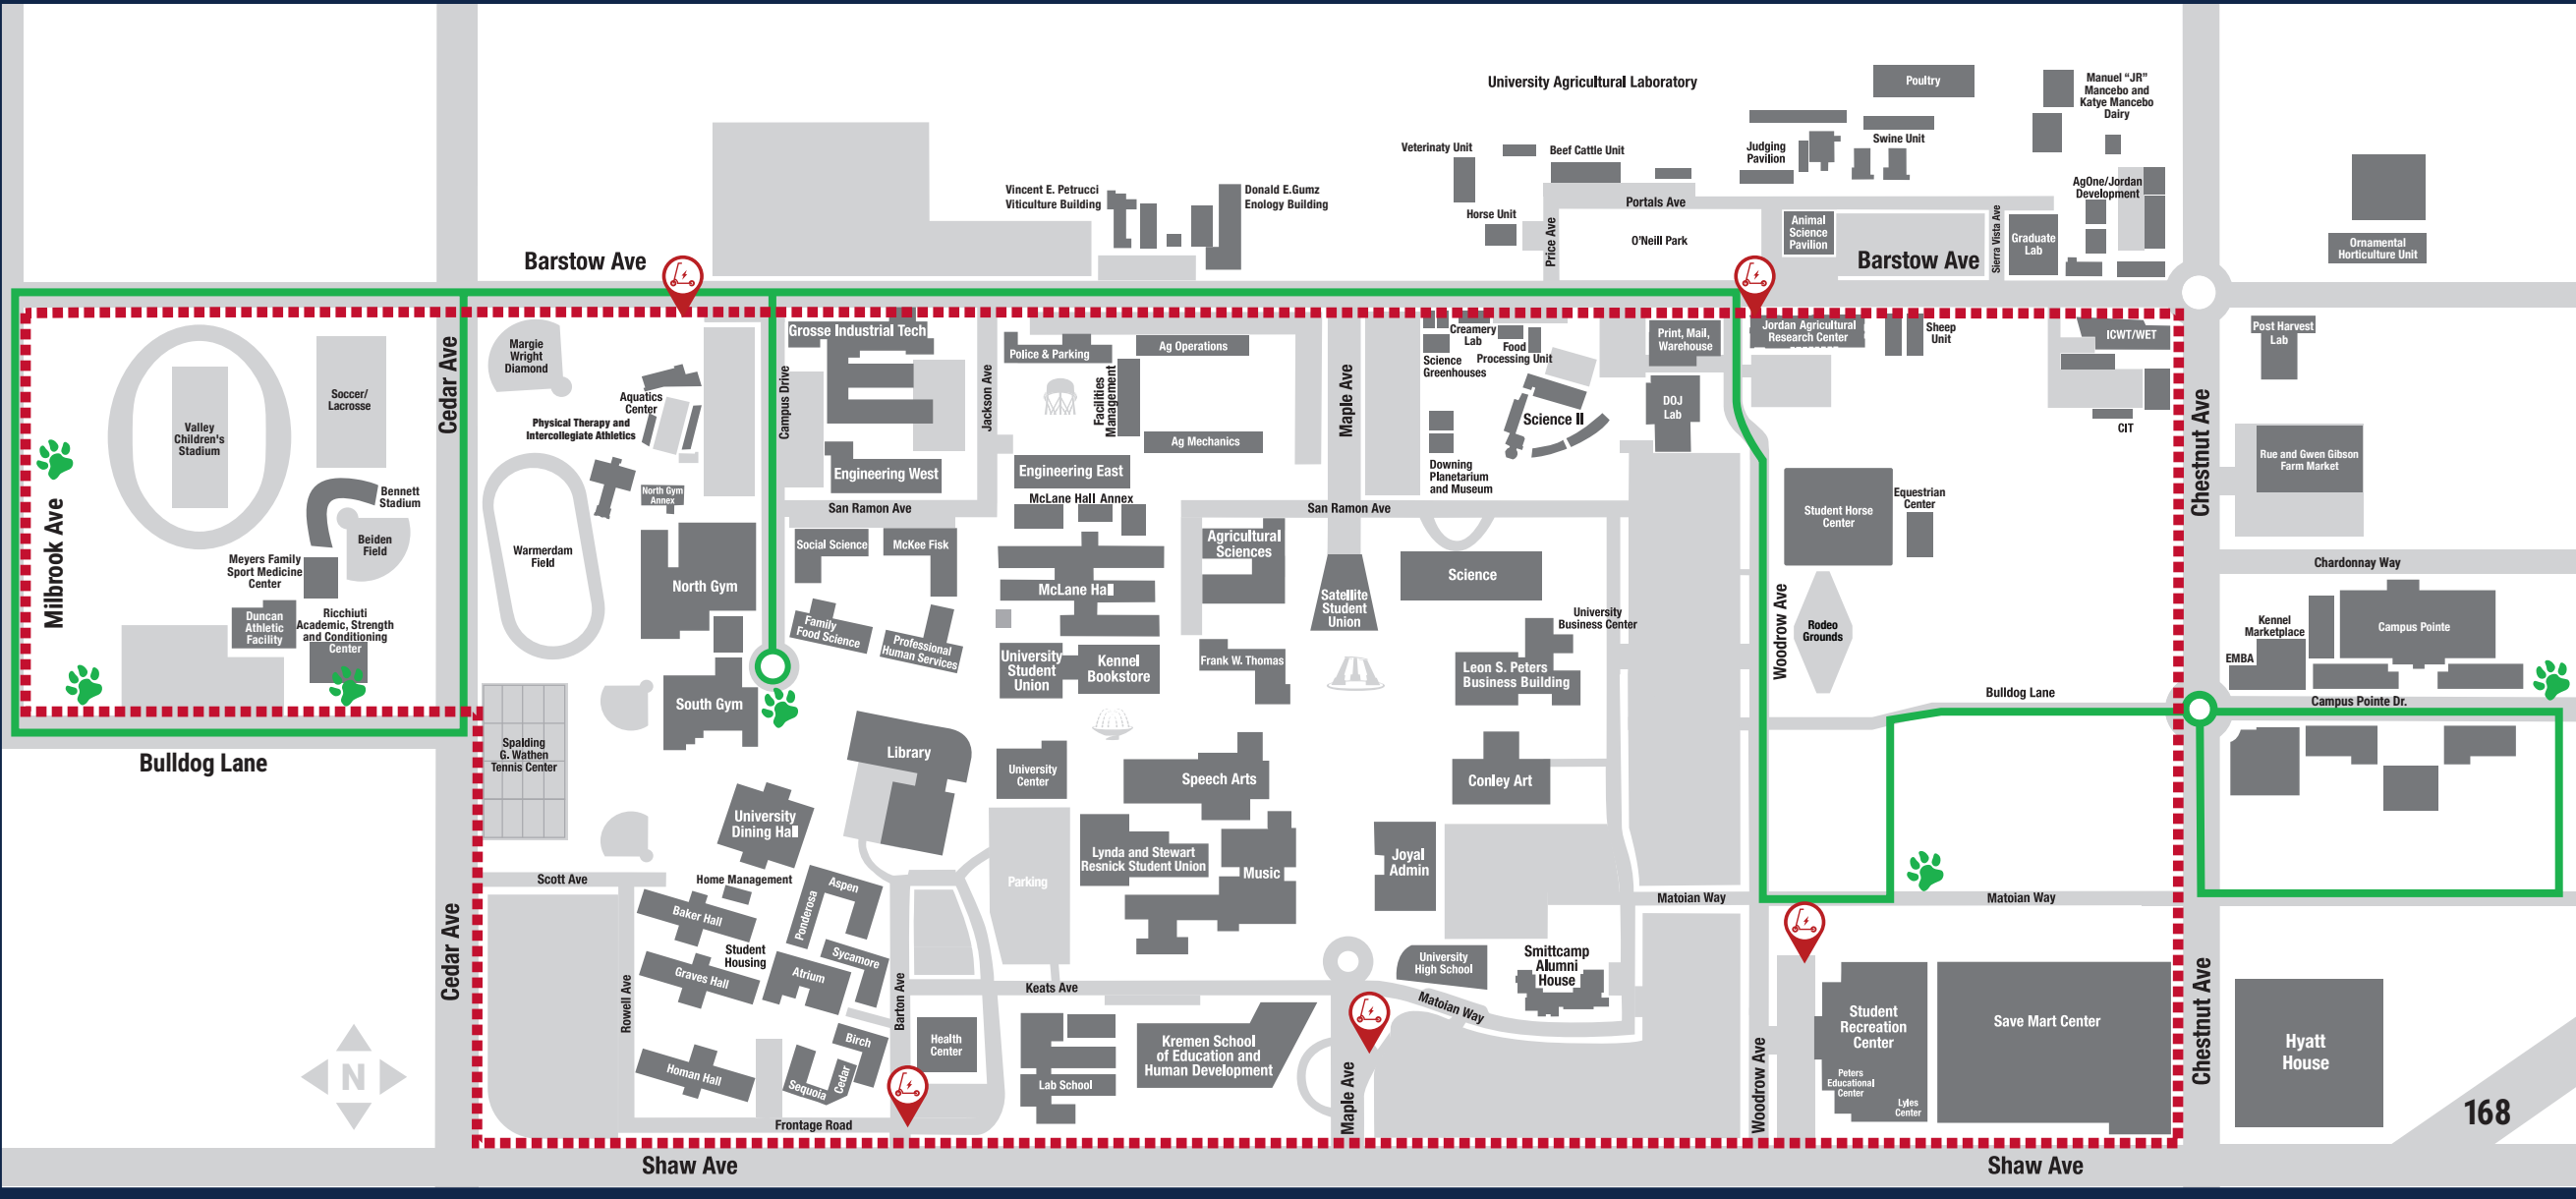 University Agricultural Laboratory
Poultry
Manuel “JR”
Mancebo and
Katye Mancebo
Dairy
Veterinaty Unit
Beef Cattle Unit
Judging
Pavilion
Swine Unit
Vincent E. Petrucci
Viticulture Building
Donald E.Gumz
Enology Building
AgOne/Jordan
Development
Horse Unit
Portals Ave
Price Ave
O'Neill Park
Animal
Science
Pavilion
Sierra Vista Ave
Graduate
Lab
Ornamental
Horticulture Unit
Barstow Ave
Barstow Ave
Grosse Industrial Tech
Police & Parking
Ag Operations
Creamery
Lab
Food
Processing Unit
Science
Greenhouses
Print, Mail,
Warehouse
Jordan Agricultural
Research Center
Sheep
Unit
ICWT/WET
Post Harvest
Lab
Margie
Wright
Diamond
Soccer/
Lacrosse
Valley
Children's
Stadium
Cedar Ave
Aquatics
Center
Physical Therapy and
Intercollegiate Athletics
Campus Drive
Jackson Ave
Facilities
Management
Maple Ave
Ag Mechanics
Science II
DOJ
Lab
CIT
Chestnut Ave
Rue and Gwen Gibson
Farm Market
Engineering West
Engineering East
Downing
Planetarium
and Museum
Bennett
Stadium
North Gym
Annex
McLane Hall Annex
San Ramon Ave
San Ramon Ave
Student Horse
Center
Equestrian
Center
Milbrook Ave
Beiden
Field
Meyers Family
Sport Medicine
Center
Warmerdam
Field
Social Science
McKee Fisk
Agricultural
Sciences
Chardonnay Way
North Gym
McLane Hall
Science
Satellite
Student
Union
Woodrow Ave
Duncan
Athletic
Facility
Ricchiuti
Academic, Strength
and Conditioning
Center
Family
Food Science
Professional
Human Services
University
Business Center
Rodeo
Grounds
Kennel
Marketplace
Campus Pointe
EMBA
University
Student
Union
Kennel
Bookstore
Frank W. Thomas
Leon S. Peters
Business Building
Bulldog Lane
Campus Pointe Dr.
South Gym
Bulldog Lane
Spalding
G. Wathen
Tennis Center
Library
University
Center
Speech Arts
Conley Art
University
Dining Hall
Lynda and Stewart
Resnick Student Union
Music
Joyal
Admin
Scott Ave
Home Management
Aspen
Ponderosa
Parking
Matoian Way
Matoian Way
Baker Hall
Student
Housing
Sycamore
Cedar Ave
Graves Hall
Atrium
Rowell Ave
Barton Ave
Keats Ave
University
High School
Smittcamp
Alumni
House
Matoian Way
Birch
Health
Center
Homan Hall
Sequoia
Cedar
Lab School
Kremen School
of Education and
Human Development
Maple Ave
Woodrow Ave
Student
Recreation
Center
Peters
Educational
Center
Lyles
Center
Save Mart Center
Chestnut Ave
Hyatt
House
168
N
Frontage Road
Shaw Ave
Shaw Ave